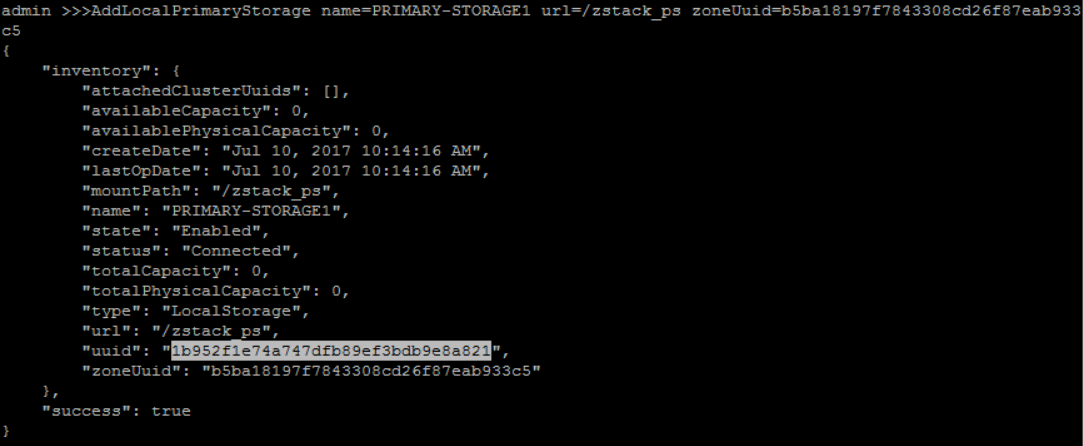 admin >>>AddLocalPrimaryStorage name=PRIMARY-STORAGE1 url=/zstack_ps zoneUuid=b5ba18197f7843308cd26f87eab933
c5
{
    "inventory": {
        "attachedClusterUuids": [],
        "availableCapacity": 0,
        "availablePhysicalCapacity": 0,
        "createDate": "Jul 10, 2017 10:14:16 AM",
        "lastOpDate": "Jul 10, 2017 10:14:16 AM",
        "mountPath": "/zstack_ps",
        "name": "PRIMARY-STORAGE1",
        "state": "Enabled",
        "status": "Connected",
        "totalCapacity": 0,
        "totalPhysicalCapacity": 0,
        "type": "LocalStorage",
        "url": "/zstack_ps",
        "uuid": "1b952f1e74a747dfb89ef3bdb9e8a821",
        "zoneUuid": "b5ba18197f7843308cd26f87eab933c5"
    },
    "success": true
}